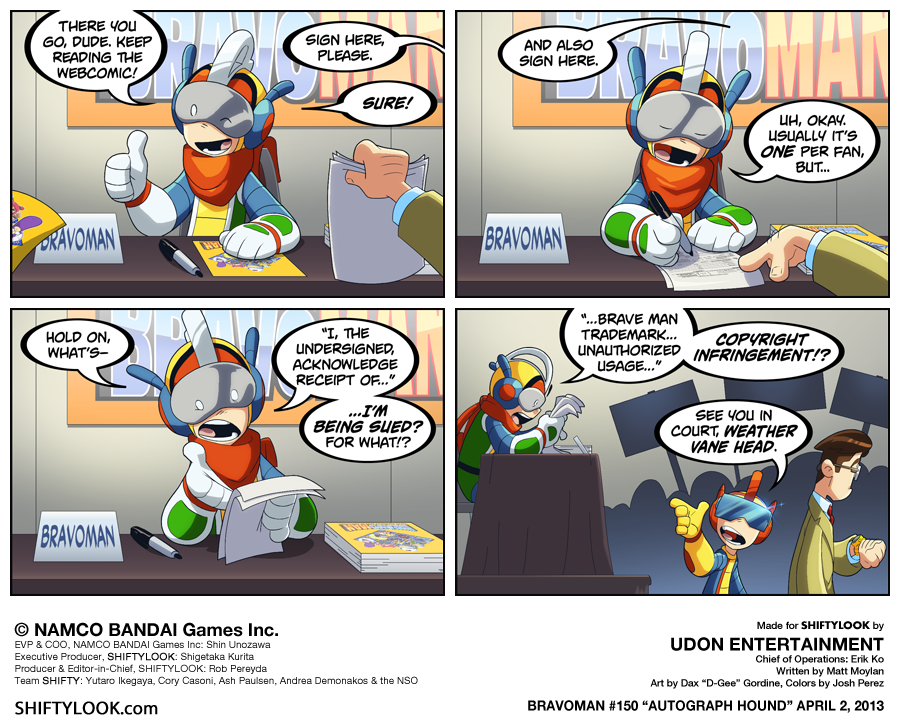 THERE YOU
GO, DUDE. KEEP
READING THE
WEBCOMIC!
SIGN HERE,
PLEASE.
SURE!
BRAVOMAN
BRAVOMAN
AND ALSO
SIGN HERE.
UH, OKAY.
USUALLY IT'S
ONE PER FAN,
BUT...
BRAVOMAN
BRAVOMAN
HOLD ON,
WHAT'S–
"I, THE
UNDERSIGNED,
ACKNOWLEDGE
RECEIPT OF..."
...I'M
BEING SUED?
FOR WHAT!?
BRAVOMAN
"...BRAVE MAN
TRADEMARK...
UNAUTHORIZED
USAGE..."
COPYRIGHT
INFRINGEMENT!?
SEE YOU IN
COURT, WEATHER
VANE HEAD.
© NAMCO BANDAI Games Inc.
EVP & COO, NAMCO BANDAI Games Inc: Shin Unozawa
Executive Producer, SHIFTYLOOK: Shigetaka Kurita
Producer & Editor-in-Chief, SHIFTYLOOK: Rob Pereyda
Team SHIFTY: Yutaro Ikegaya, Cory Casoni, Ash Paulsen, Andrea Demonakos & the NSO
SHIFTYLOOK.com
Made for SHIFTYLOOK by
UDON ENTERTAINMENT
Chief of Operations: Erik Ko
Written by Matt Moylan
Art by Dax "D-Gee" Gordine, Colors by Josh Perez
BRAVOMAN #150 "AUTOGRAPH HOUND" APRIL 2, 2013